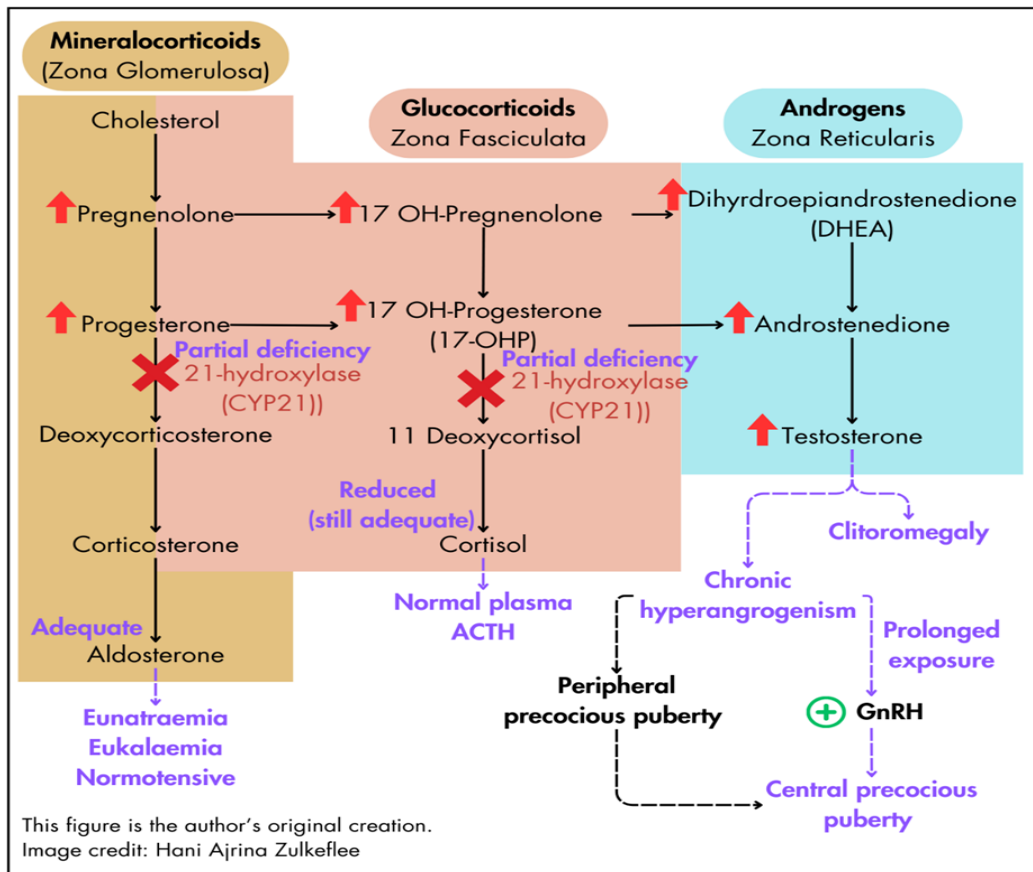 Mineralocorticoids
(Zona Glomerulosa)
Glucocorticoids
Zona Fasciculata
Androgens
Zona Reticularis
Cholesterol
Pregnenolone
17 OH-Pregnenolone
Dihyrdroepiandrostenedione
(DHEA)
Progesterone
17 OH-Progesterone
(17-OHP)
Androstenedione
Partial deficiency
21-hydroxylase
(CYP21))
Partial deficiency
21-hydroxylase
(CYP21))
Deoxycorticosterone
11 Deoxycortisol
Testosterone
Reduced
(still adequate)
Corticosterone
Cortisol
Clitoromegaly
Chronic
hyperangrogenism
Normal plasma
ACTH
Adequate
Aldosterone
Prolonged
exposure
Peripheral
precocious puberty
GnRH
Eunatraemia
Eukalaemia
Normotensive
Central precocious
puberty
This figure is the author's original creation.
Image credit: Hani Ajrina Zulkeflee